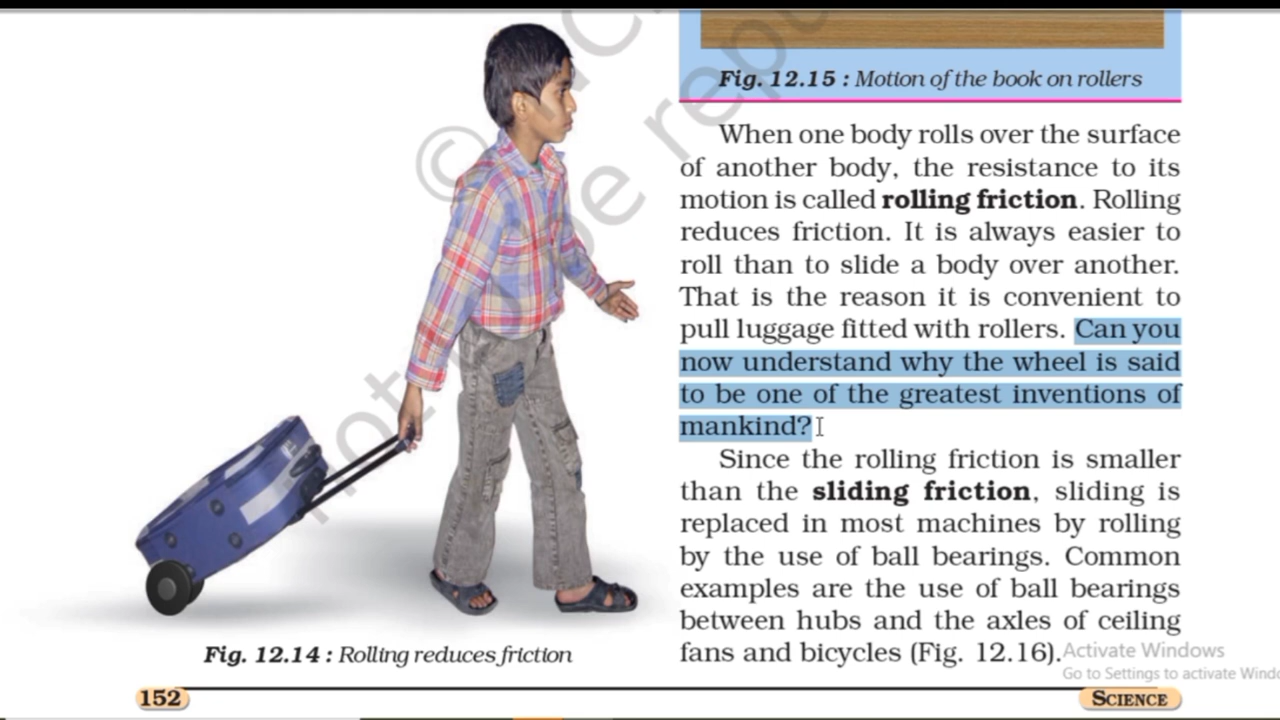 Fig. 12.15 : Motion of the book on rollers
When one body rolls over the surface
of another body, the resistance to its
motion is called rolling friction. Rolling
reduces friction. It is always easier to
roll than to slide a body over another.
That is the reason it is convenient to
pull luggage fitted with rollers. Can you
now understand why the wheel is said
to be one of the greatest inventions of
mankind?
Since the rolling friction is smaller
than the sliding friction, sliding is
replaced in most machines by rolling
by the use of ball bearings. Common
examples are the use of ball bearings
between hubs and the axles of ceiling
fans and bicycles (Fig. 12.16).
Fig. 12.14 : Rolling reduces friction
152
SCIENCE
Activate Windows
Go to Settings to activate
© NC
not be repu